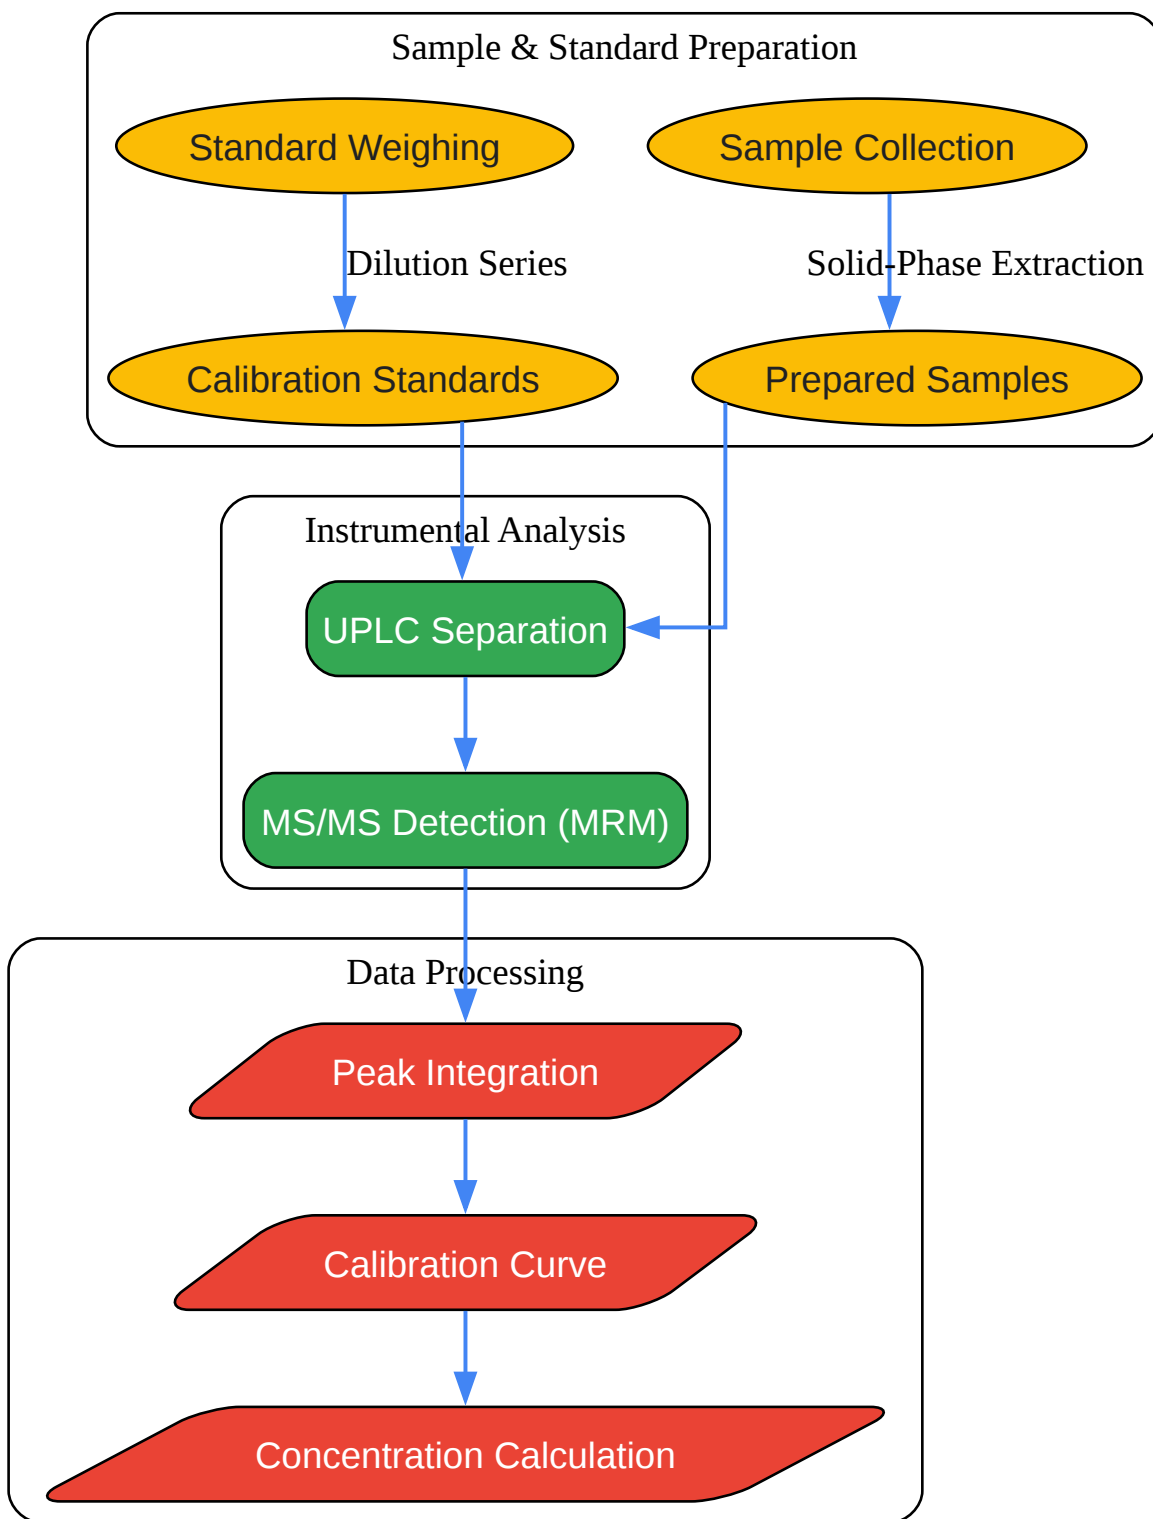 Sample & Standard Preparation
Standard Weighing
Sample Collection
Dilution Series
Solid-Phase Extraction
Calibration Standards
Prepared Samples
Instrumental Analysis
UPLC Separation
MS/MS Detection (MRM)
Data Processing
Peak Integration
Calibration Curve
Concentration Calculation